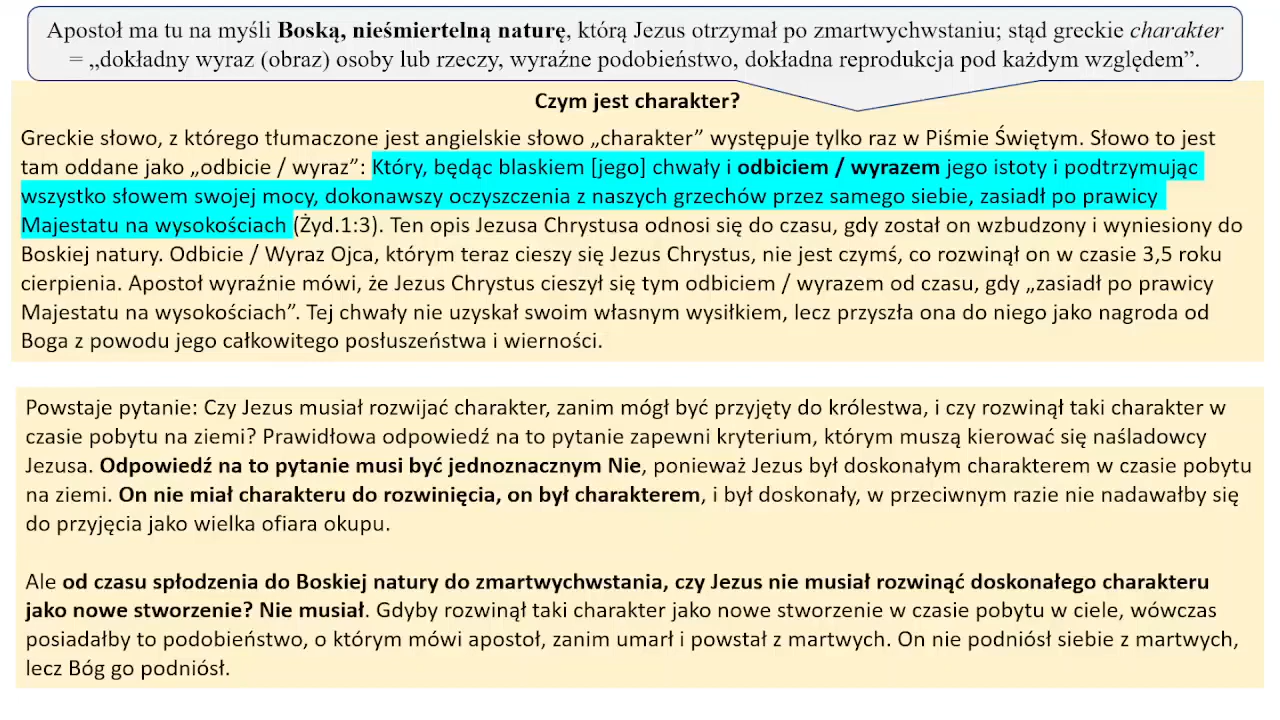 Apostoł ma tu na myśli Boską, nieśmiertelną naturę, którą Jezus otrzymał po zmartwychwstaniu; stąd greckie charakter
= „dokładny wyraz (obraz) osoby lub rzeczy, wyraźne podobieństwo, dokładna reprodukcja pod każdym względem”.
Czym jest charakter?
Greckie słowo, z którego tłumaczone jest angielskie słowo „charakter” występuje tylko raz w Piśmie Świętym. Słowo to jest
tam oddane jako „odbicie / wyraz”: Który, będąc blaskiem [jego] chwały i odbiciem / wyrazem jego istoty i podtrzymując
wszystko słowem swojej mocy, dokonawszy oczyszczenia z naszych grzechów przez samego siebie, zasiadł po prawicy
Majestatu na wysokościach (Żyd.1:3). Ten opis Jezusa Chrystusa odnosi się do czasu, gdy został on wzbudzony i wyniesiony do
Boskiej natury. Odbicie / Wyraz Ojca, którym teraz cieszy się Jezus Chrystus, nie jest czymś, co rozwinął on w czasie 3,5 roku
cierpienia. Apostoł wyraźnie mówi, że Jezus Chrystus cieszył się tym odbiciem / wyrazem od czasu, gdy „zasiadł po prawicy
Majestatu na wysokościach”. Tej chwały nie uzyskał swoim własnym wysiłkiem, lecz przyszła ona do niego jako nagroda od
Boga z powodu jego całkowitego posłuszeństwa i wierności.
Powstaje pytanie: Czy Jezus musiał rozwijać charakter, zanim mógł być przyjęty do królestwa, i czy rozwinął taki charakter w
czasie pobytu na ziemi? Prawidłowa odpowiedź na to pytanie zapewni kryterium, którym muszą kierować się naśladowcy
Jezusa. Odpowiedź na to pytanie musi być jednoznacznym Nie, ponieważ Jezus był doskonałym charakterem w czasie pobytu
na ziemi. On nie miał charakteru do rozwinięcia, on był charakterem, i był doskonały, w przeciwnym razie nie nadawałby się
do przyjęcia jako wielka ofiara okupu.
Ale od czasu spłodzenia do Boskiej natury do zmartwychwstania, czy Jezus nie musiał rozwinąć doskonałego charakteru
jako nowe stworzenie? Nie musiał. Gdyby rozwinął taki charakter jako nowe stworzenie w czasie pobytu w ciele, wówczas
posiadałby to podobieństwo, o którym mówi apostoł, zanim umarł i powstał z martwych. On nie podniósł siebie z martwych,
lecz Bóg go podniósł.